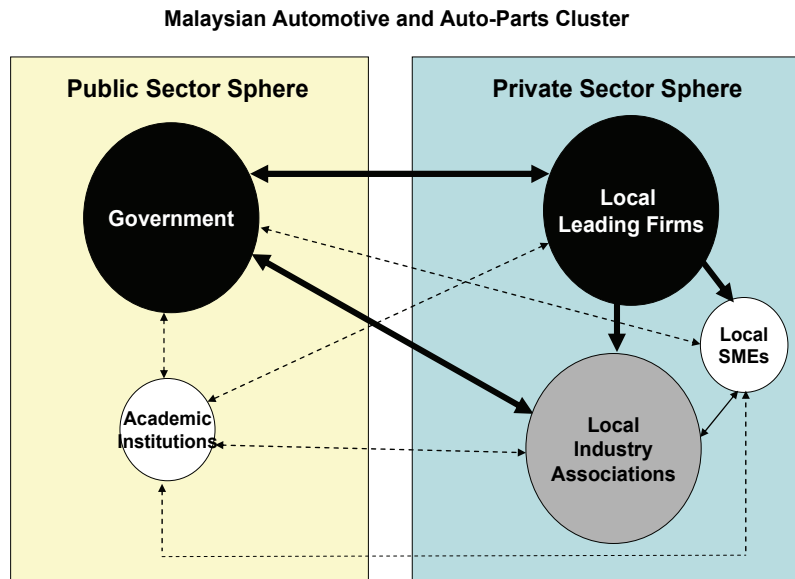 Malaysian Automotive and Auto-Parts Cluster
Public Sector Sphere
Private Sector Sphere
Government
Local
Leading Firms
Local
SMEs
Academic
Institutions
Local
Industry
Associations